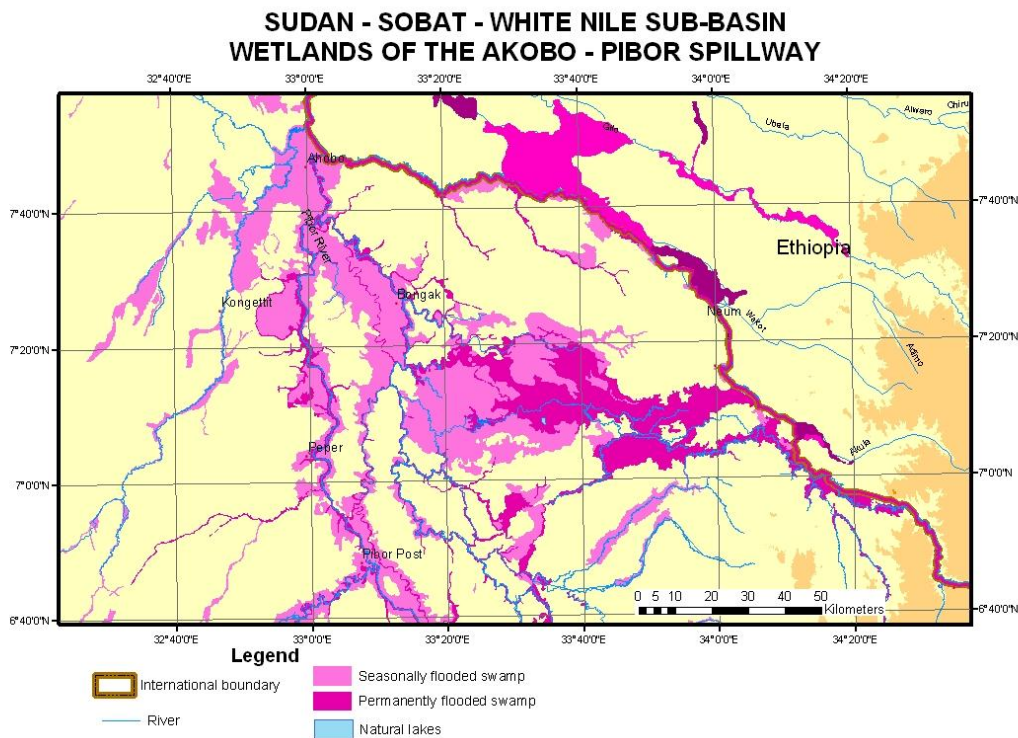 SUDAN - SOBAT - WHITE NILE SUB-BASIN
WETLANDS OF THE AKOBO - PIBOR SPILLWAY
32°40'0"E
33°0'0"E
33°20'0"E
33°40'0"E
34°0'0"E
34°20'0"E
Alwero
Chiru
Gilo
Ubela
Ahobo
7°40'0"N
7°40'0"N
Pibor River
Ethiopia
Kongettit
Bongak
Neum
Wakot
7°20'0"N
7°20'0"N
Adimo
Peper
Akula
7°0'0"N
7°0'0"N
Pibor Post
0 5 10 20 30 40 50
Kilometers
6°40'0"N
6°40'0"N
32°40'0"E
33°0'0"E
33°20'0"E
33°40'0"E
34°0'0"E
34°20'0"E
Legend
International boundary
River
Seasonally flooded swamp
Permanently flooded swamp
Natural lakes